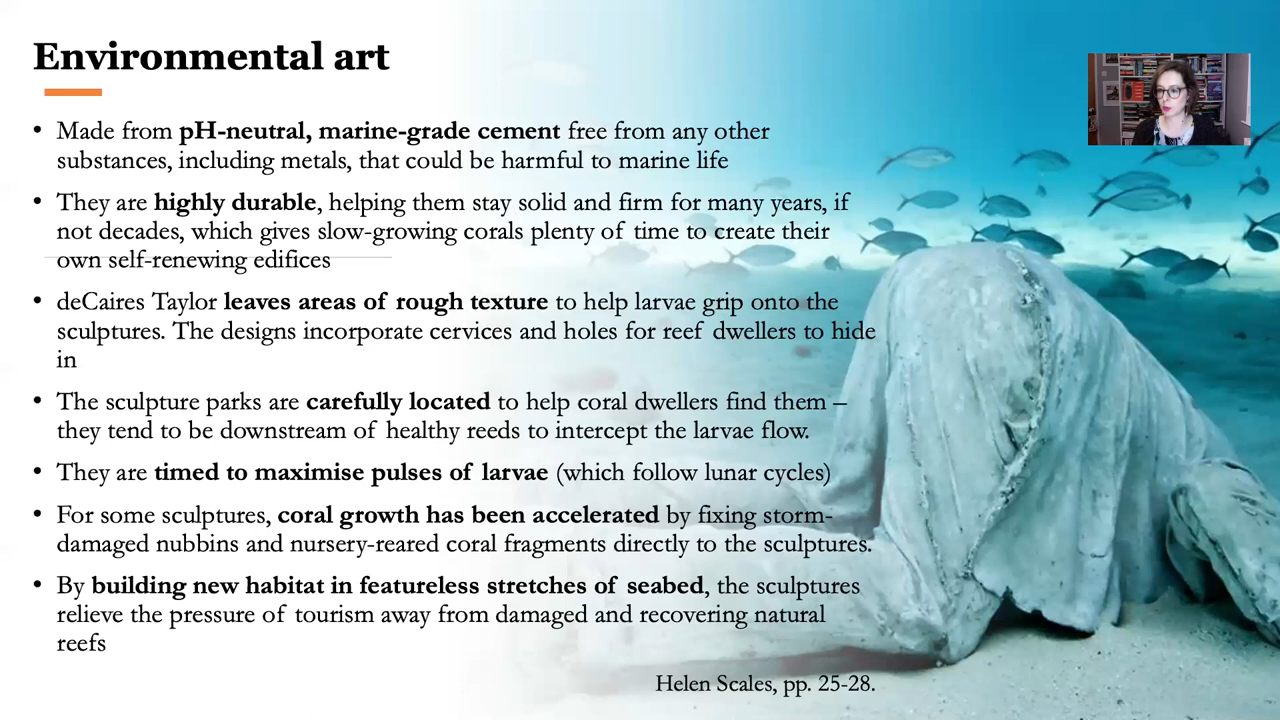 Environmental art
• Made from pH-neutral, marine-grade cement free from any other
substances, including metals, that could be harmful to marine life
• They are highly durable, helping them stay solid and firm for many years, if
not decades, which gives slow-growing corals plenty of time to create their
own self-renewing edifices
• deCaires Taylor leaves areas of rough texture to help larvae grip onto the
sculptures. The designs incorporate cervices and holes for reef dwellers to hide
in
• The sculpture parks are carefully located to help coral dwellers find them –
they tend to be downstream of healthy reeds to intercept the larvae flow.
• They are timed to maximise pulses of larvae (which follow lunar cycles)
• For some sculptures, coral growth has been accelerated by fixing storm-
damaged nubbins and nursery-reared coral fragments directly to the sculptures.
• By building new habitat in featureless stretches of seabed, the sculptures
relieve the pressure of tourism away from damaged and recovering natural
reefs
Helen Scales, pp. 25-28.